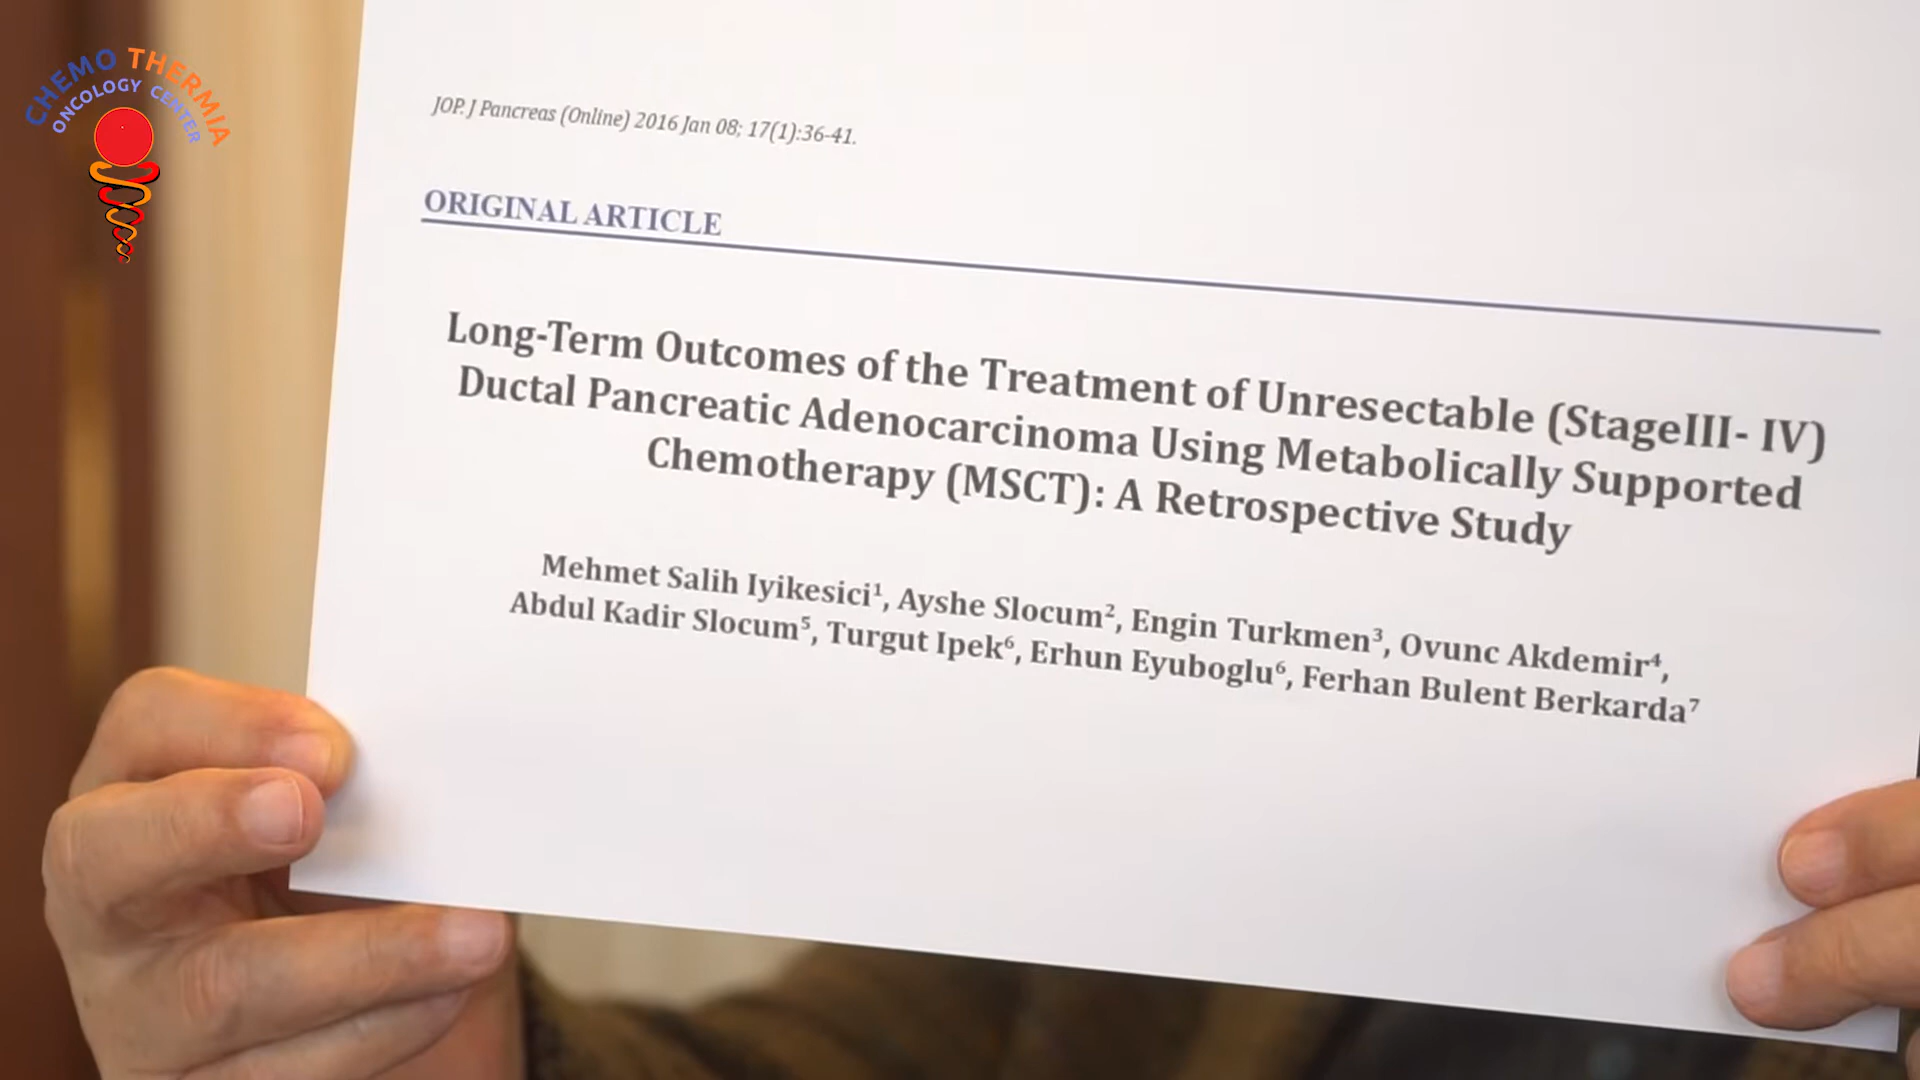 CHEMO THERMIA
ONCOLOGY CENTER
JOP. J Pancreas (Online) 2016 Jan 08; 17(1):36-41.
ORIGINAL ARTICLE
Long-Term Outcomes of the Treatment of Unresectable (StageIII- IV)
Ductal Pancreatic Adenocarcinoma Using Metabolically Supported
Chemotherapy (MSCT): A Retrospective Study
Mehmet Salih Iyikesici¹, Ayshe Slocum², Engin Turkmen³, Ovunc Akdemir⁴,
Abdul Kadir Slocum⁵, Turgut Ipek⁶, Erhun Eyuboglu⁶, Ferhan Bulent Berkarda⁷